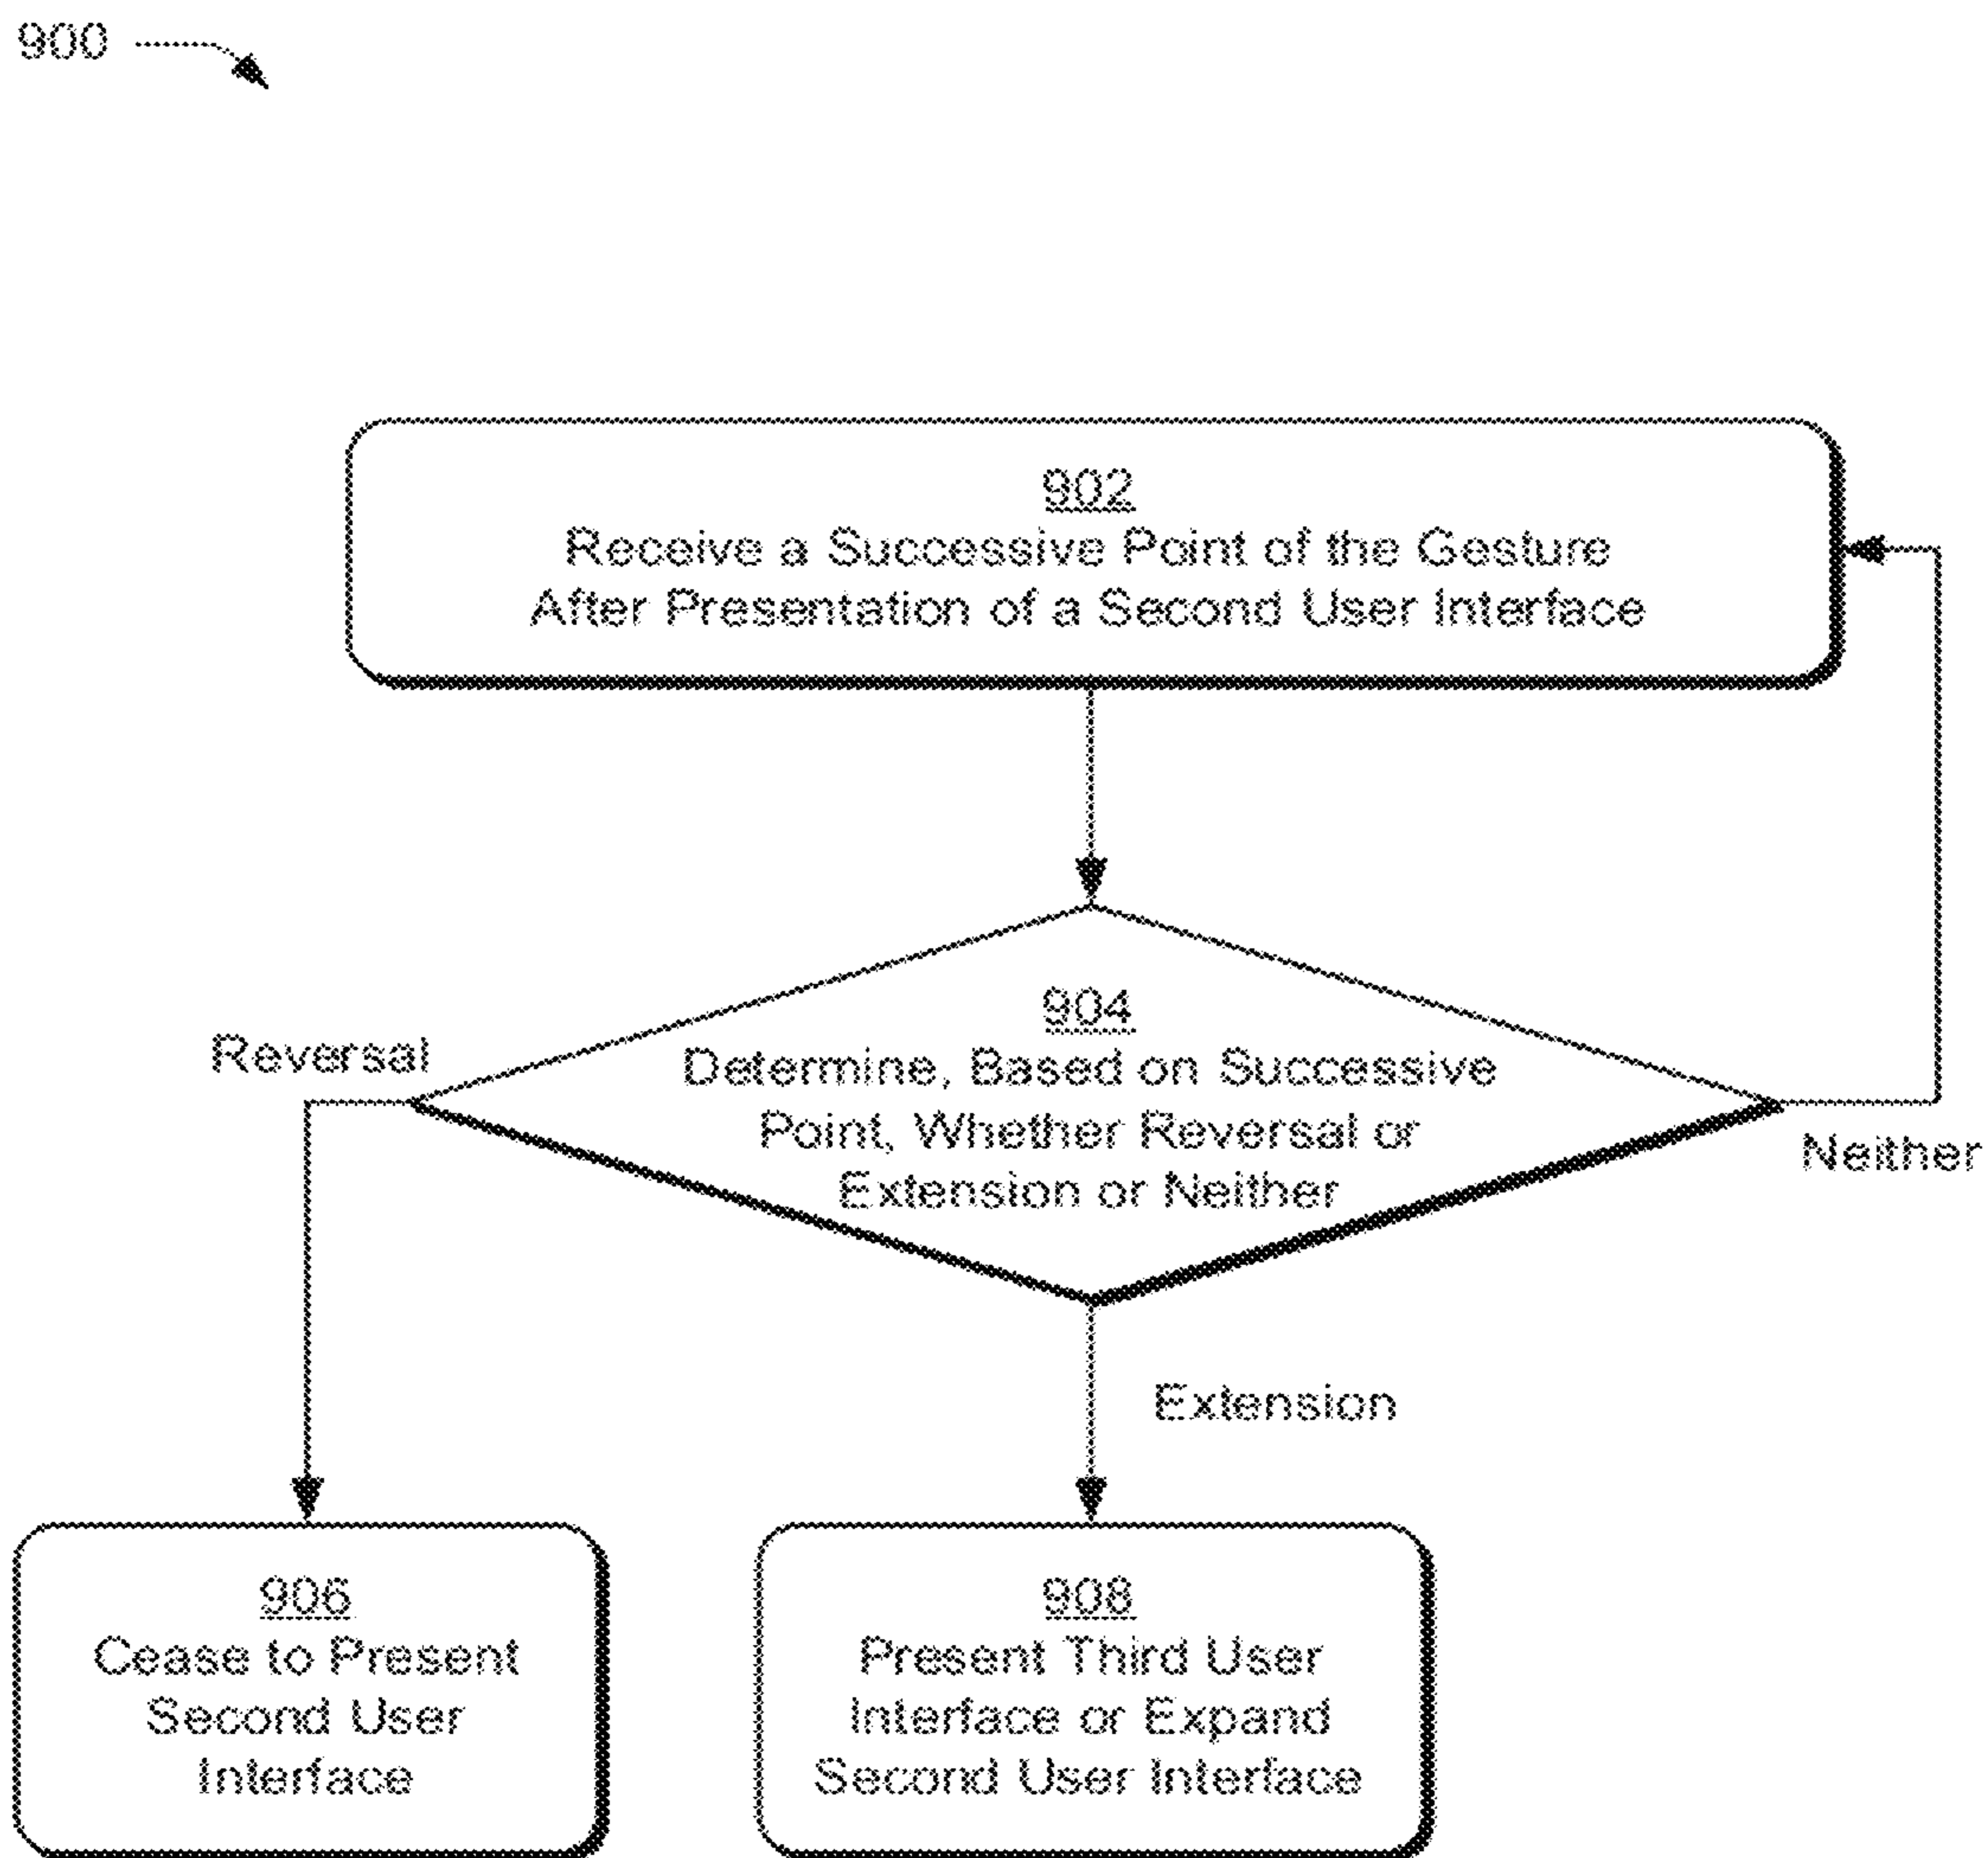 900
902
Receive a Successive Point of the Gesture
After Presentation of a Second User Interface
904
Determine, Based on Successive
Point, Whether Reversal or
Extension or Neither
Reversal
Neither
Extension
906
Cease to Present
Second User
Interface
908
Present Third User
Interface or Expand
Second User Interface